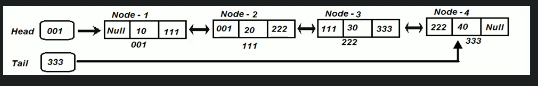 Node - 1 Node - 2 Node - 3 Node - 4
Head 001 Null 10 111 001 20 222 111 30 333 222 40 Null
001 111 222 333
Tail 333